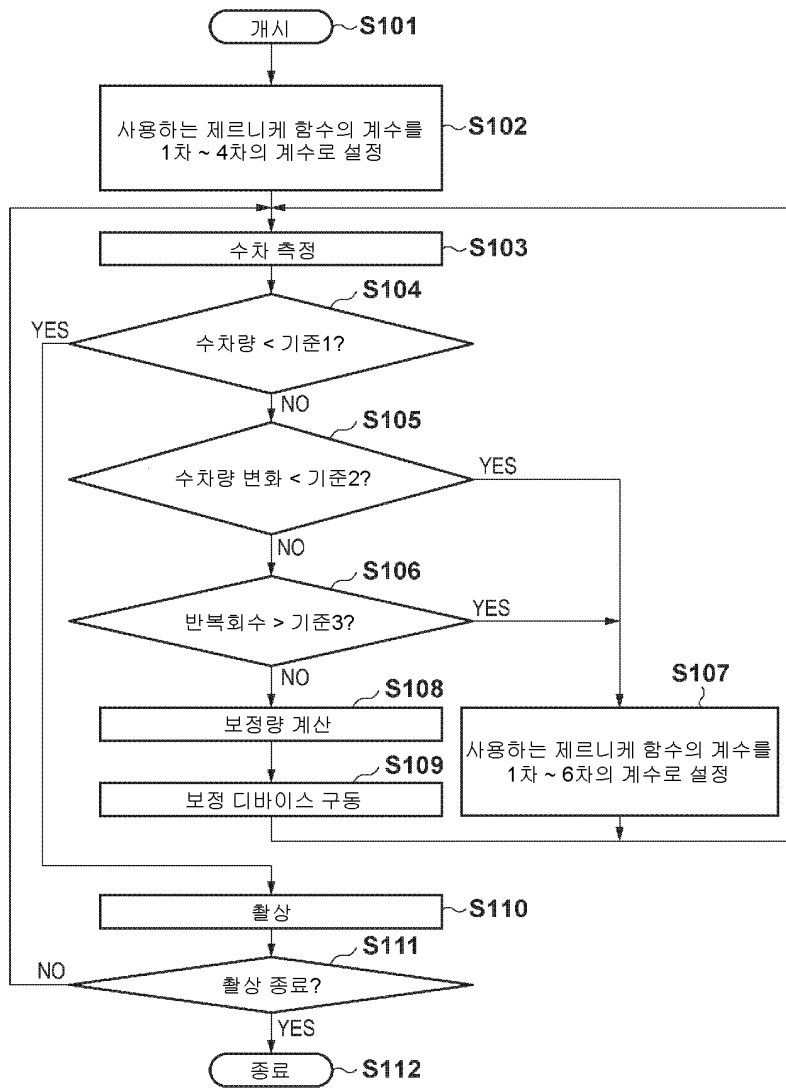 개시
S101
사용하는 제르니케 함수의 계수를
1차 ~ 4차의 계수로 설정
S102
수차 측정
S103
S104
YES
수차량 < 기준1?
NO
S105
수차량 변화 < 기준2?
YES
NO
S106
반복회수 > 기준3?
YES
NO
S108
보정량 계산
S107
사용하는 제르니케 함수의 계수를
1차 ~ 6차의 계수로 설정
S109
보정 디바이스 구동
촬상
S110
S111
NO
촬상 종료?
YES
종료
S112